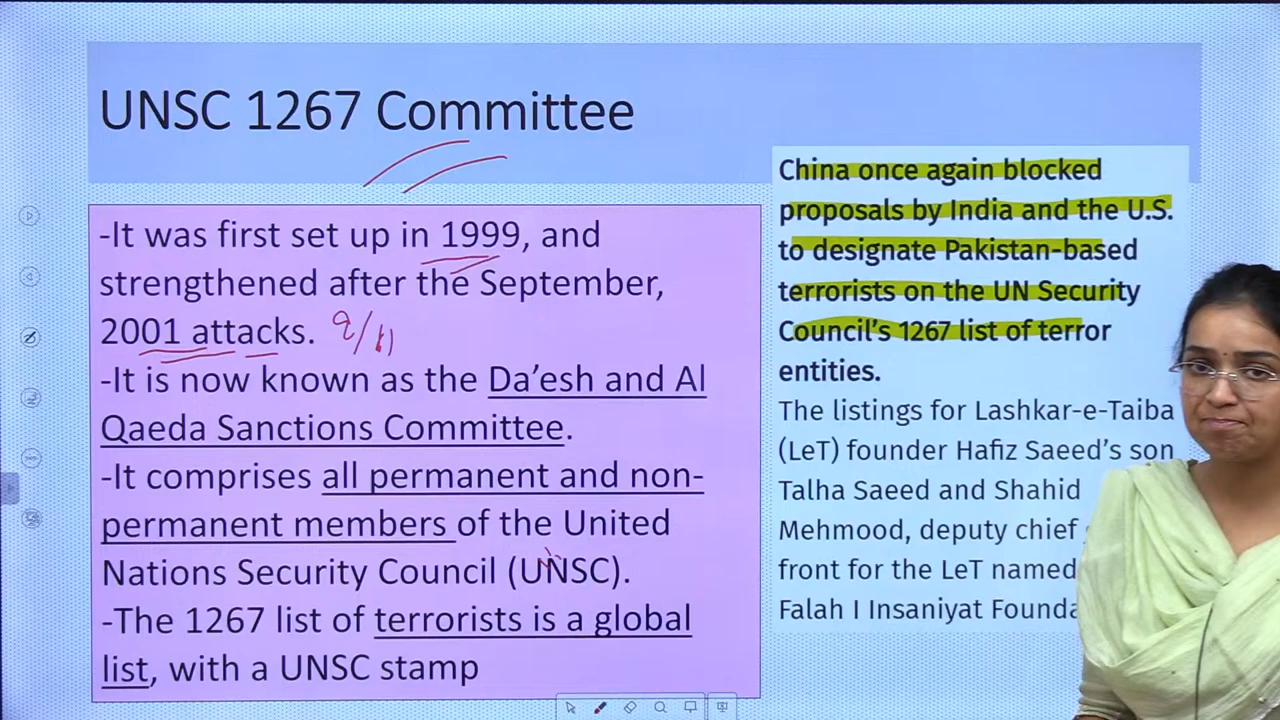 UNSC 1267 Committee
-It was first set up in 1999, and
strengthened after the September,
2001 attacks. 9/11
-It is now known as the Da’esh and Al
Qaeda Sanctions Committee.
-It comprises all permanent and non-
permanent members of the United
Nations Security Council (UNSC).
-The 1267 list of terrorists is a global
list, with a UNSC stamp
China once again blocked
proposals by India and the U.S.
to designate Pakistan-based
terrorists on the UN Security
Council’s 1267 list of terror
entities.
The listings for Lashkar-e-Taiba
(LeT) founder Hafiz Saeed’s son
Talha Saeed and Shahid
Mehmood, deputy chief
front for the LeT named
Falah I Insaniyat Founda